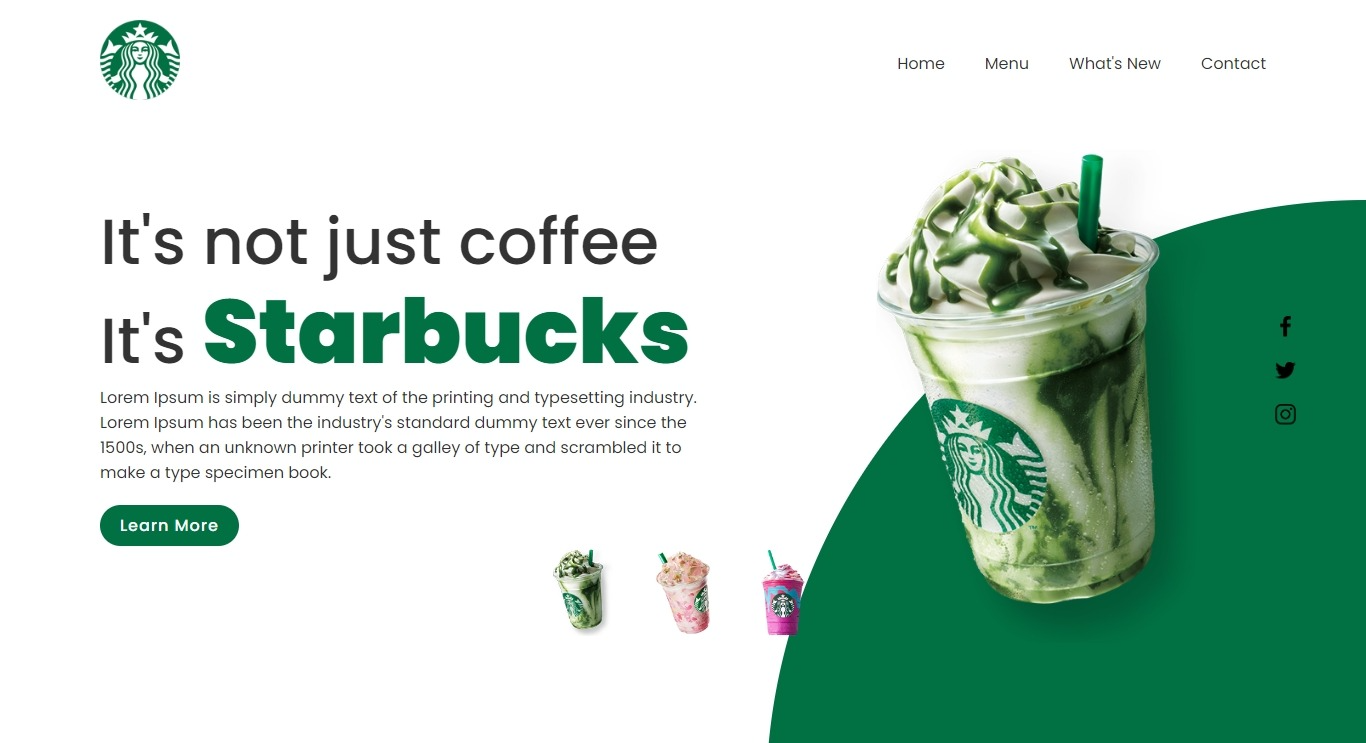 Home Menu What's New Contact
It's not just coffee
It's Starbucks
Lorem Ipsum is simply dummy text of the printing and typesetting industry.
Lorem Ipsum has been the industry's standard dummy text ever since the
1500s, when an unknown printer took a galley of type and scrambled it to
make a type specimen book.
Learn More